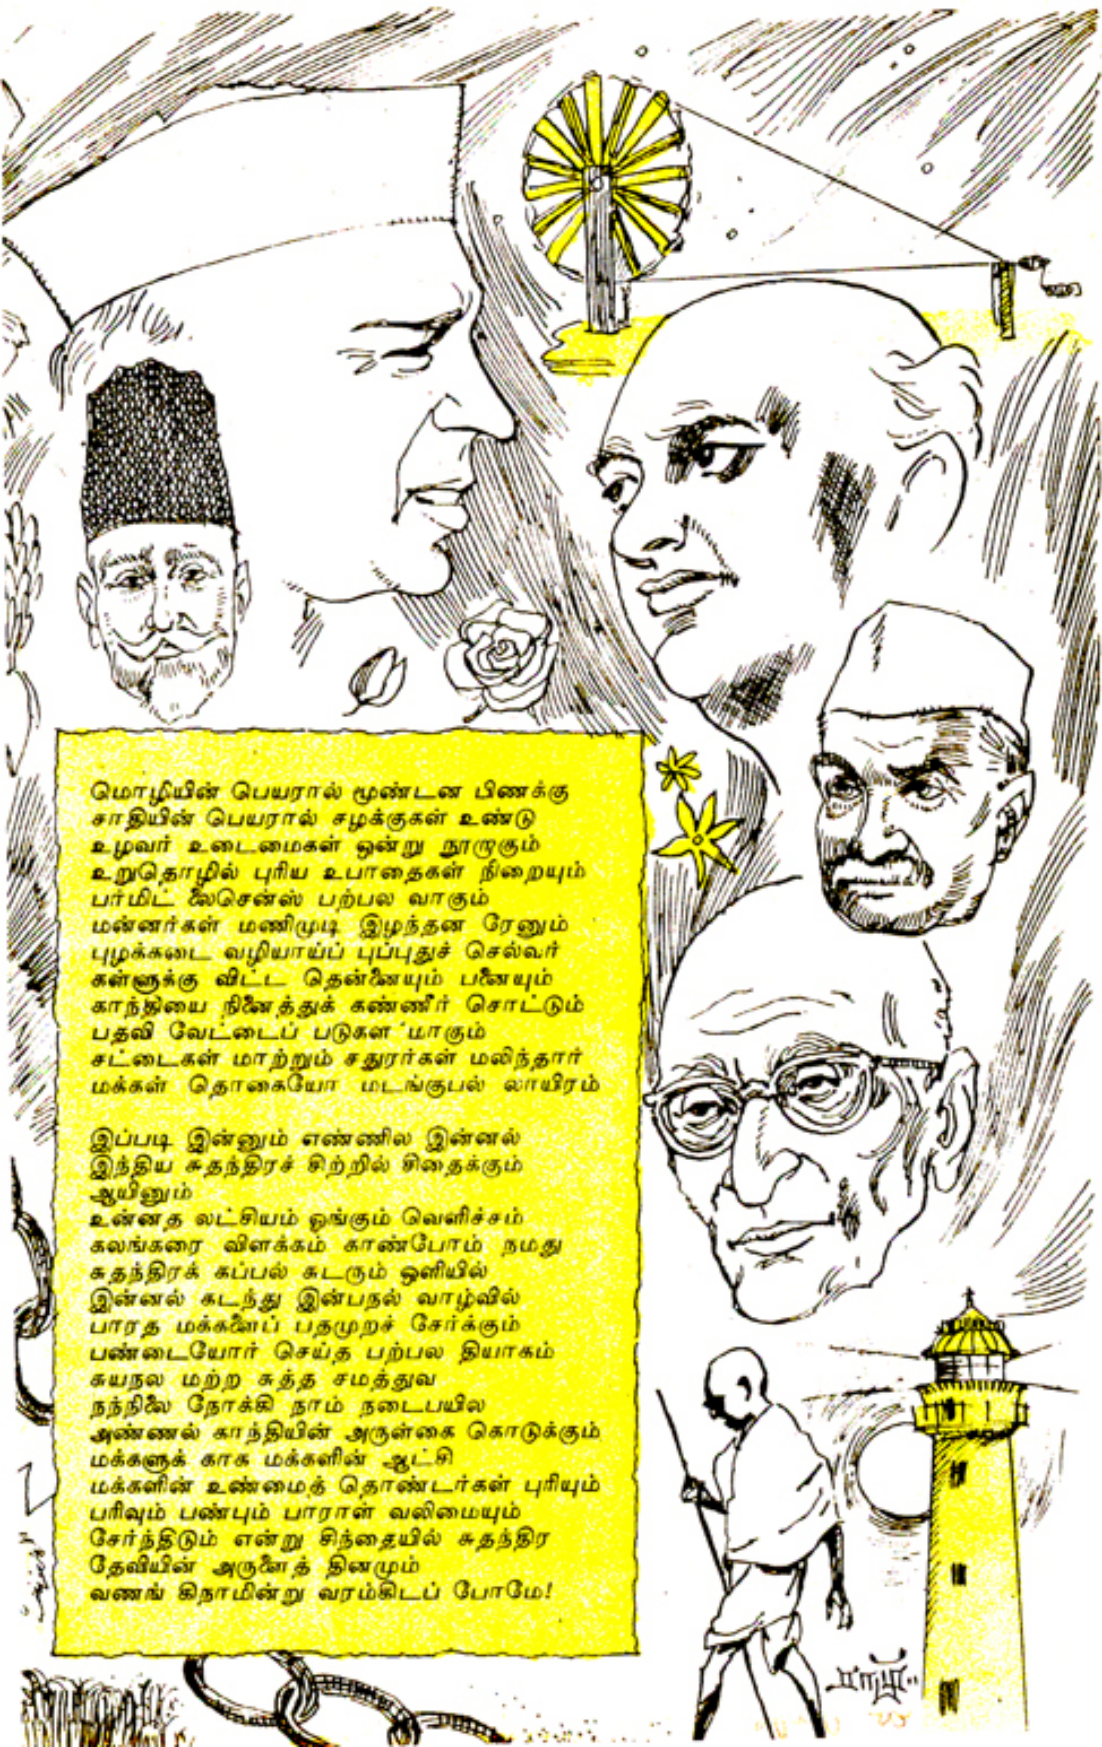 மொழியின் பெயரால் மூண்டன பிணக்கு
சாதியின் பெயரால் சழக்குகள் உண்டு
உழவர் உடைமைகள் ஒன்று நூறாகும்
உறுதொழில் புரிய உபாதைகள் நிறையும்
பர்மிட் லைசென்ஸ் பற்பல வாகும்
மன்னர்கள் மணிமுடி இழந்தன ரேனும்
புழக்கடை வழியாய்ப் புப்புதுச் செல்வர்
கள்ளுக்கு விட்ட தென்னையும் பனையும்
காந்தியை நினைத்துக் கண்ணீர் சொட்டும்
பதவி வேட்டைப் படுகள மாகும்
சட்டைகள் மாற்றும் சதுரர்கள் மலிந்தார்
மக்கள் தொகையோ மடங்குபல் லாயிரம்
இப்படி இன்னும் எண்ணில இன்னல்
இந்திய சுதந்திரச் சிற்றில் சிதைக்கும்
ஆயினும்
உன்னத லட்சியம் ஓங்கும் வெளிச்சம்
கலங்கரை விளக்கம் காண்போம் நமது
சுதந்திரக் கப்பல் சுடரும் ஒளியில்
இன்னல் கடந்து இன்பநல் வாழ்வில்
பாரத மக்களைப் பதமுறச் சேர்க்கும்
பண்டையோர் செய்த பற்பல தியாகம்
சுயநல மற்ற சுத்த சமத்துவ
நந்நிலை நோக்கி நாம் நடைபயில
அண்ணல் காந்தியின் அருள்கை கொடுக்கும்
மக்களுக் காக மக்களின் ஆட்சி
மக்களின் உண்மைத் தொண்டர்கள் புரியும்
பரிவும் பண்பும் பாராள் வலிமையும்
சேர்ந்திடும் என்று சிந்தையில் சுதந்திர
தேவியின் அருளைத் தினமும்
வணங் கிநாமின்று வரம்கிடப் போமே!